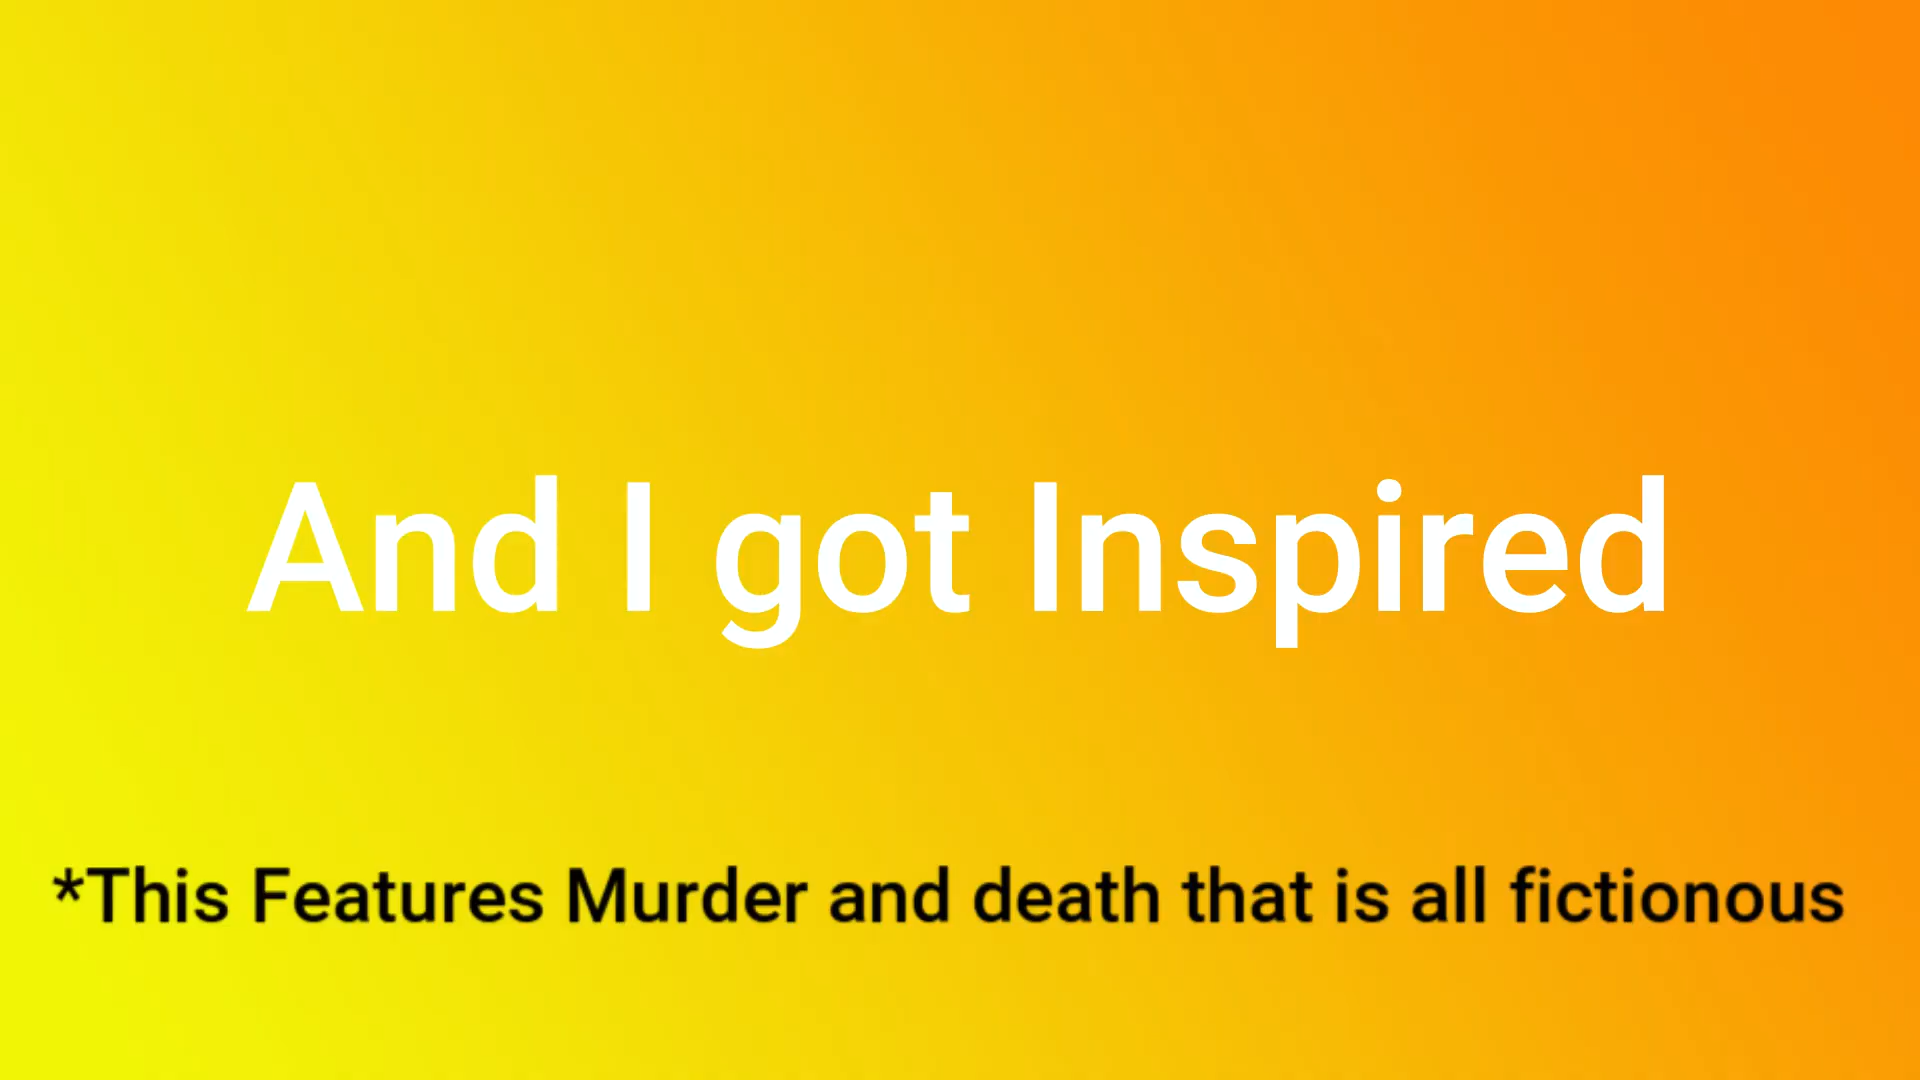 And I got Inspired
*This Features Murder and death that is all fictionous